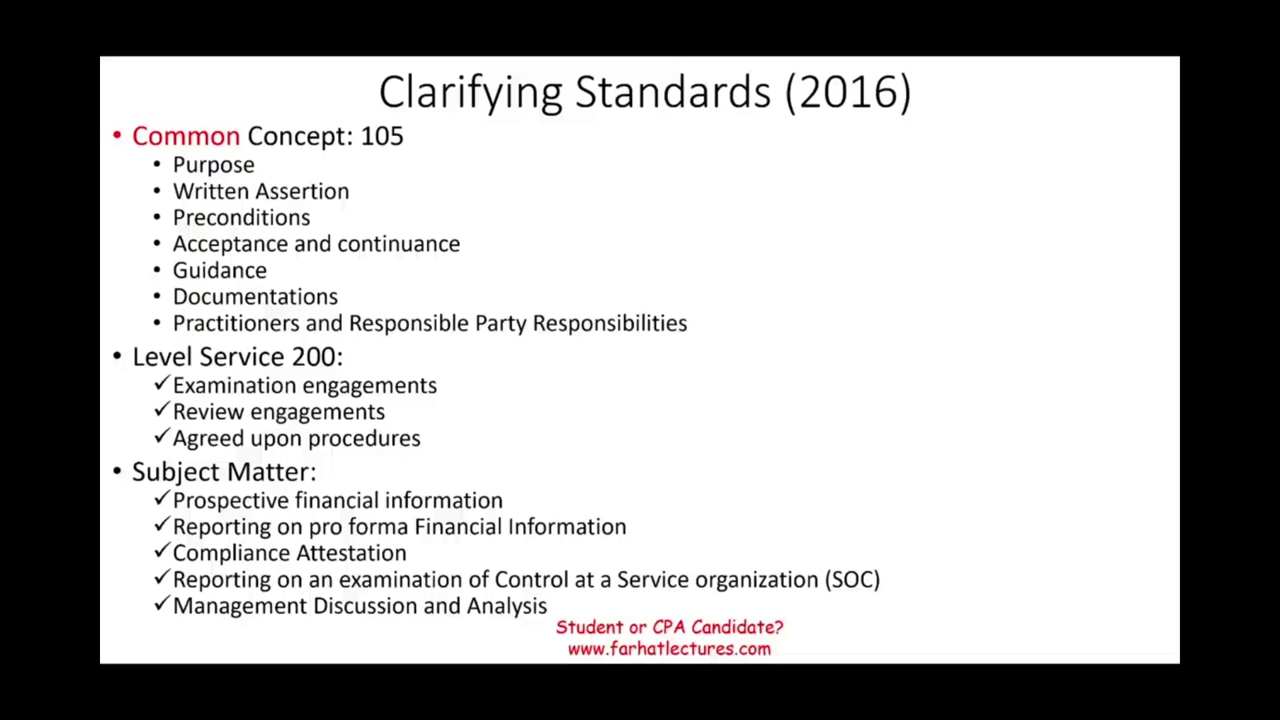 Clarifying Standards (2016)
• Common Concept: 105
• Purpose
• Written Assertion
• Preconditions
• Acceptance and continuance
• Guidance
• Documentations
• Practitioners and Responsible Party Responsibilities
• Level Service 200:
✓Examination engagements
✓Review engagements
✓Agreed upon procedures
• Subject Matter:
✓Prospective financial information
✓Reporting on pro forma Financial Information
✓Compliance Attestation
✓Reporting on an examination of Control at a Service organization (SOC)
✓Management Discussion and Analysis
Student or CPA Candidate?
www.farhatlectures.com